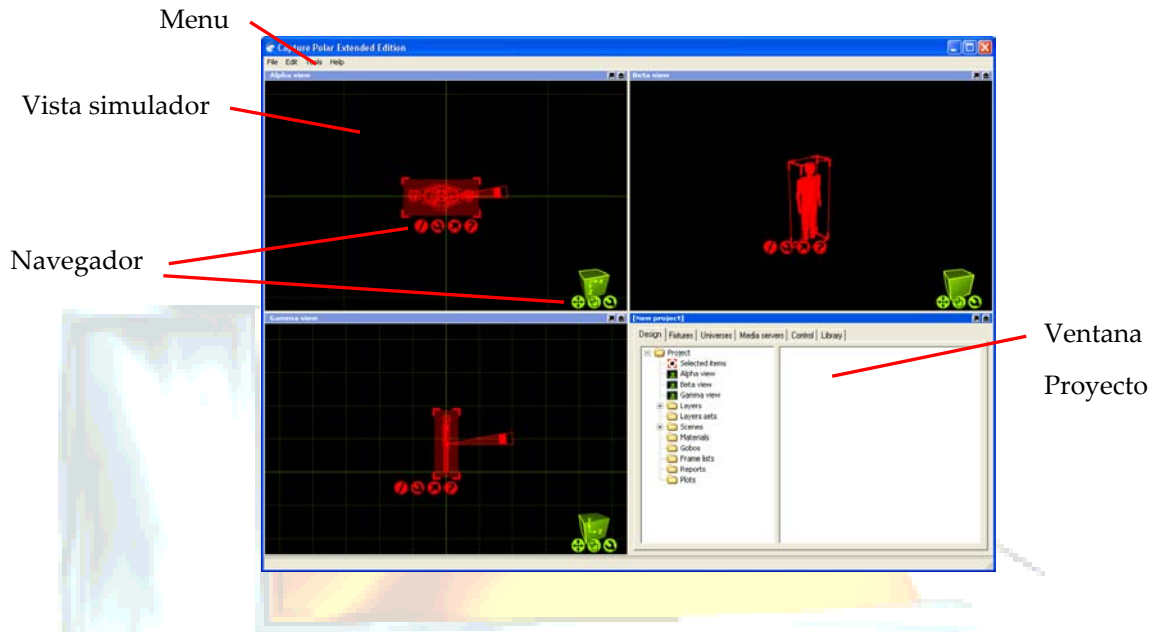 Menu
Capture Polar Extended Edition
File Edit Tools Help
Alpha view
Beta view
Vista simulador
Navegador
Gamma view
[New project]
Design Fixtures Universes Media servers Control Library
Project
Selected items
Alpha view
Beta view
Gamma view
Layers
Layers sets
Scenes
Materials
Gobos
Frame lists
Reports
Plots
Ventana
Proyecto